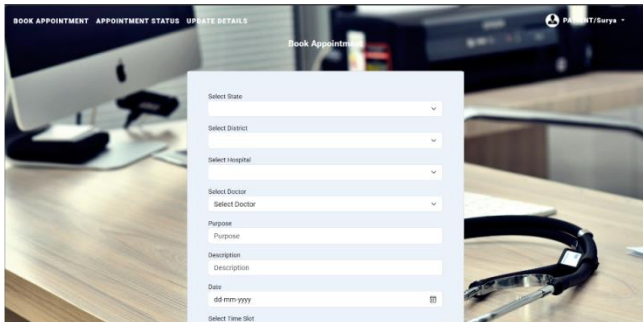 BOOK APPOINTMENT APPOINTMENT STATUS UPDATE DETAILS PATIENT/Surya
Book Appointment
Select State
Select District
Select Hospital
Select Doctor
Select Doctor
Purpose
Purpose
Description
Description
Date
dd-mm-yyyy
Select Time Slot